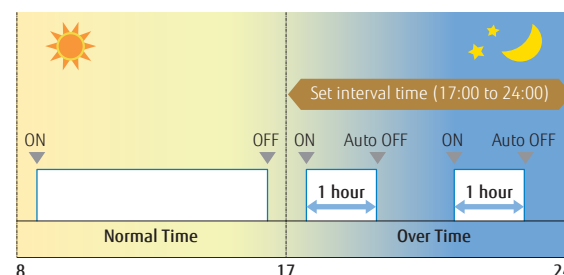 Set interval time (17:00 to 24:00)
ON OFF ON Auto OFF ON Auto OFF
1 hour 1 hour
Normal Time Over Time
8 17